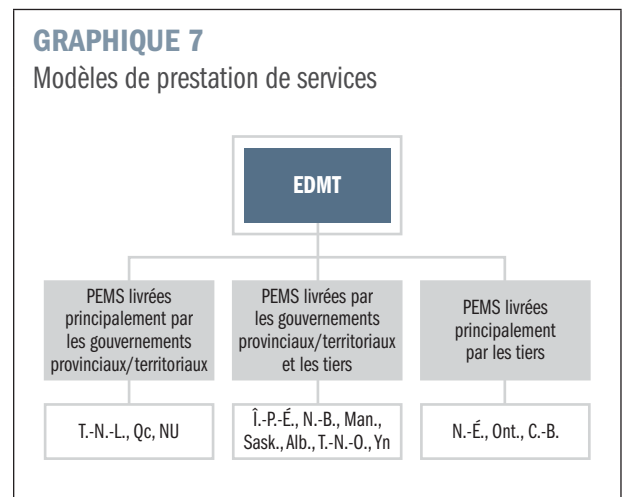 GRAPHIQUE 7
Modèles de prestation de services
EDMT
PEMS livrées
principalement par
les gouvernements
provinciaux/territoriaux
PEMS livrées par
les gouvernements
provinciaux/territoriaux
et les tiers
PEMS livrées
principalement
par les tiers
T.-N.-L., Qc, NU
Î.-P.-É., N.-B., Man.,
Sask., Alb., T.-N.-O., Yn
N.-É., Ont., C.-B.